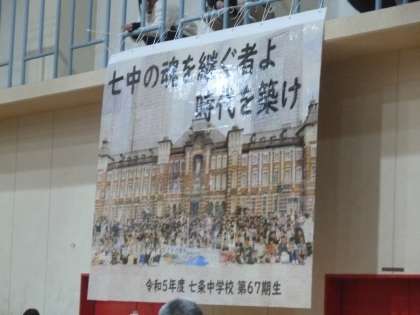 七中の魂を継ぐ者よ
時代を築け
令和5年度 七条中学校 第67期生